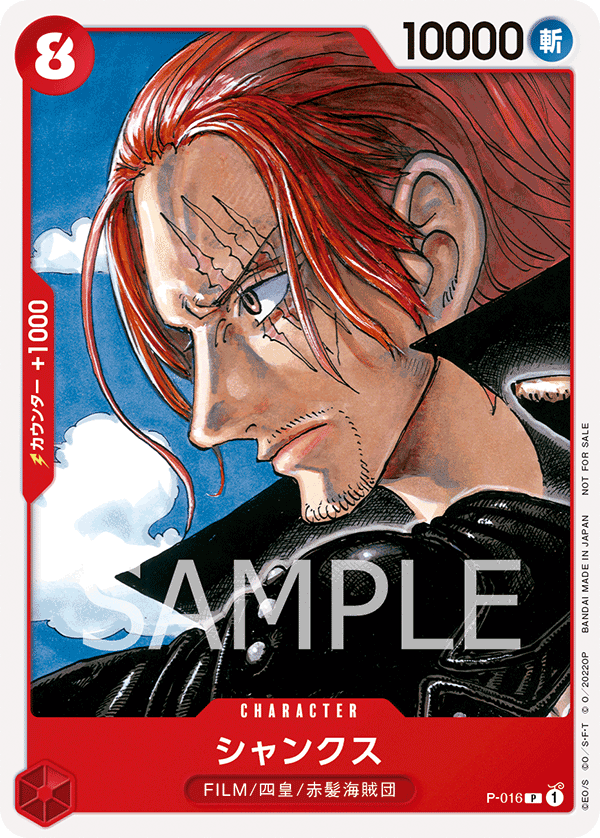 8
10000 斬
カウンター +1000
SAMPLE
CHARACTER
シャンクス
FILM/四皇/赤髪海賊団
P-016 P 1
©EO/S ©O/S・F・T © O/2022OP BANDAI MADE IN JAPAN NOT FOR SALE